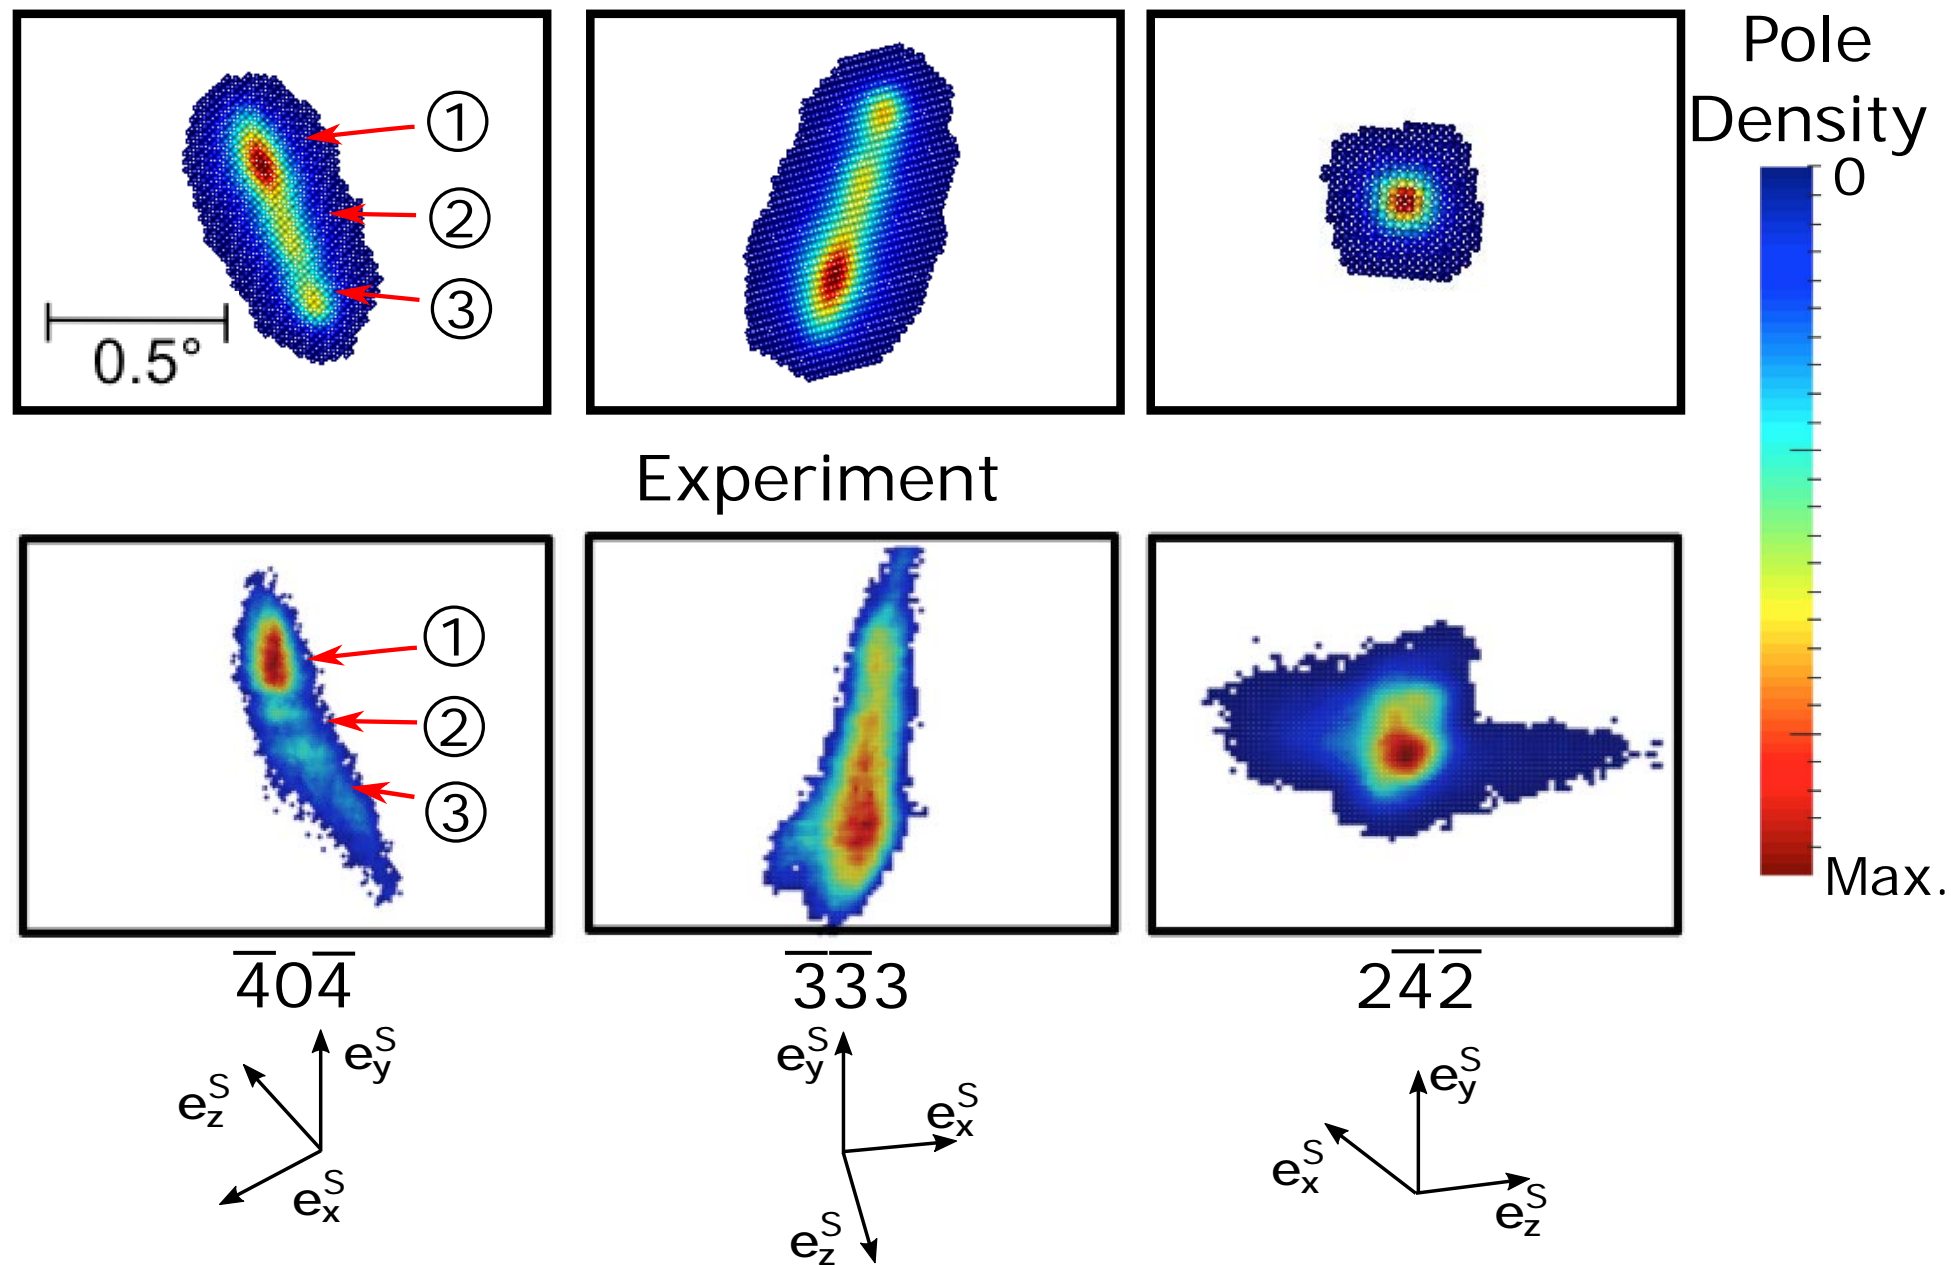 Pole
Density
0
Max.
①
②
③
0.5°
Experiment
①
②
③
4̅04̅
3̅3̅3
24̅2̅
e_y^S
e_z^S
e_x^S
e_y^S
e_x^S
e_z^S
e_y^S
e_x^S
e_z^S